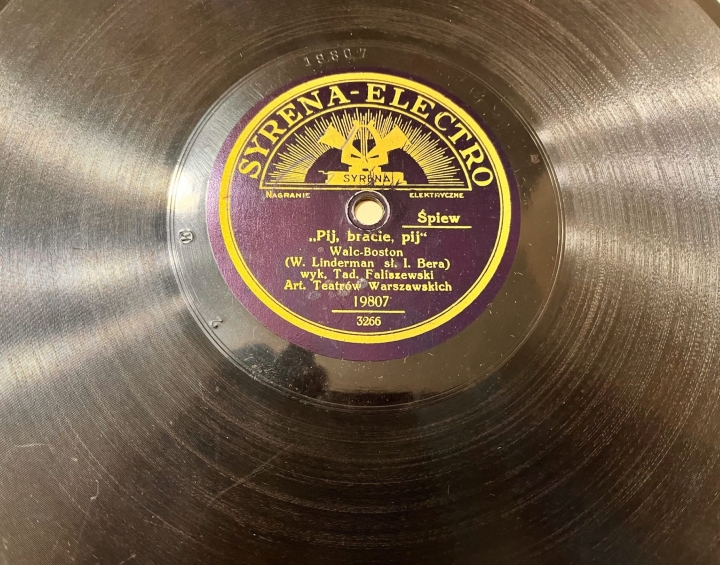 19807
SYRENA-ELECTRO
SYRENA
NAGRANIE ELEKTRYCZNE
Śpiew
„Pij, bracie, pij“
Walc-Boston
(W. Linderman sł. I. Bera)
wyk. Tad. Faliszewski
Art. Teatrów Warszawskich
19807
3266
2